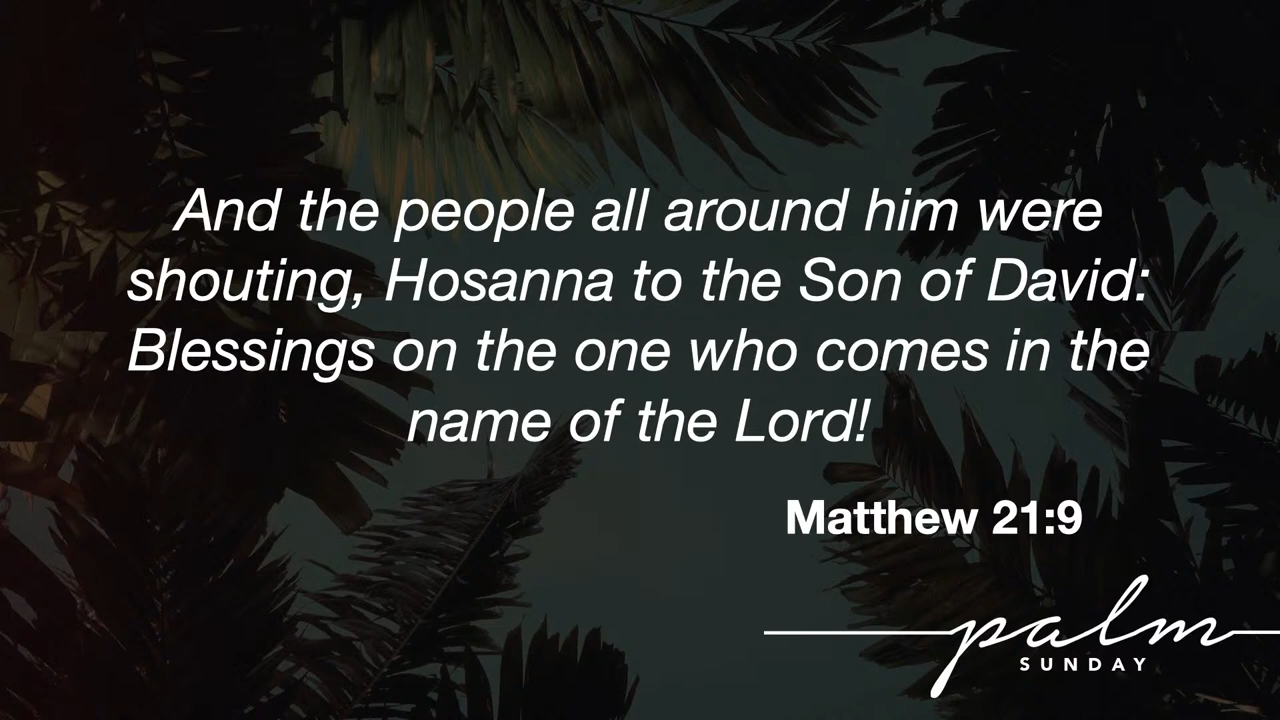 And the people all around him were
shouting, Hosanna to the Son of David:
Blessings on the one who comes in the
name of the Lord!
Matthew 21:9
palm
SUNDAY